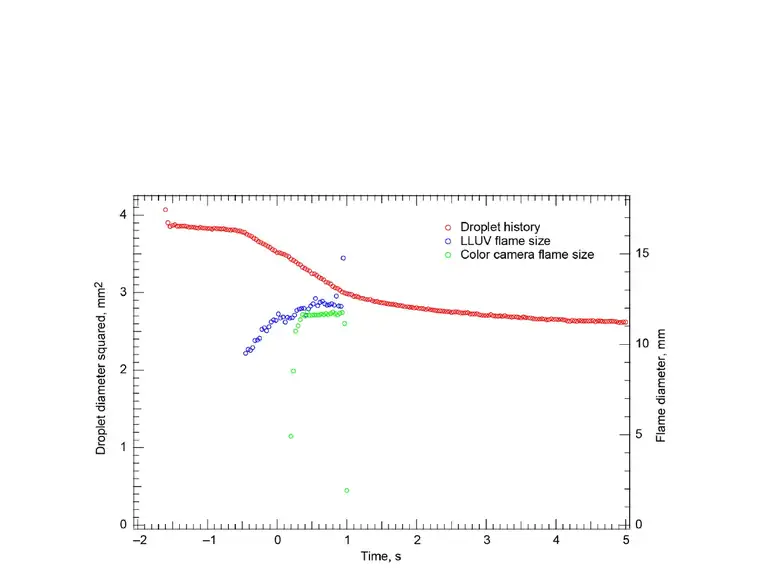 4
3
2
1
0
Droplet diameter squared, mm2
Droplet history
LLUV flame size
Color camera flame size
15
10
5
0
Flame diameter, mm
–2
–1
0
1
2
3
4
5
Time, s